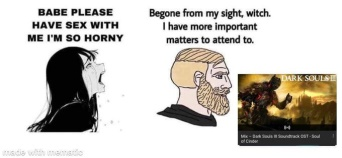 BABE PLEASE
HAVE SEX WITH
ME I'M SO HORNY
Begone from my sight, witch.
I have more important
matters to attend to.
DARK SOULS III
Mix - Dark Souls III Soundtrack OST - Soul
of Cinder
made with mematic